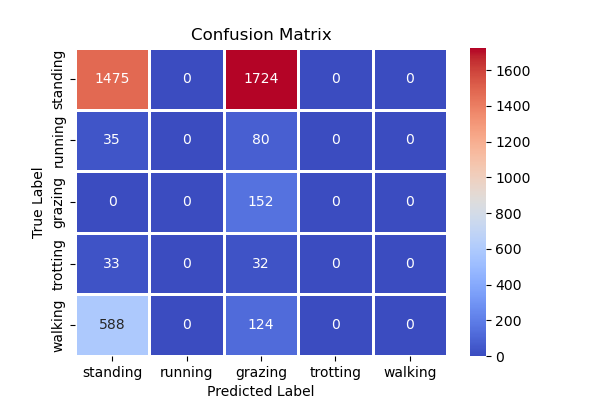 Confusion Matrix
True Label
standing 1475 0 1724 0 0
running 35 0 80 0 0
grazing 0 0 152 0 0
trotting 33 0 32 0 0
walking 588 0 124 0 0
standing running grazing trotting walking
Predicted Label
1600
1400
1200
1000
800
600
400
200
0